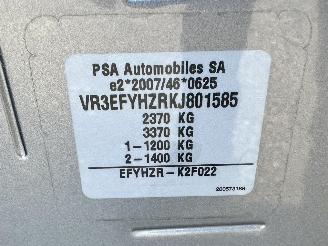 PSA Automobiles SA
e2*2007/46*0625
VR3EFYHZRKJ801585
2370 KG
3370 KG
1-1200 KG
2-1400 KG
EFYHZR-K2F022